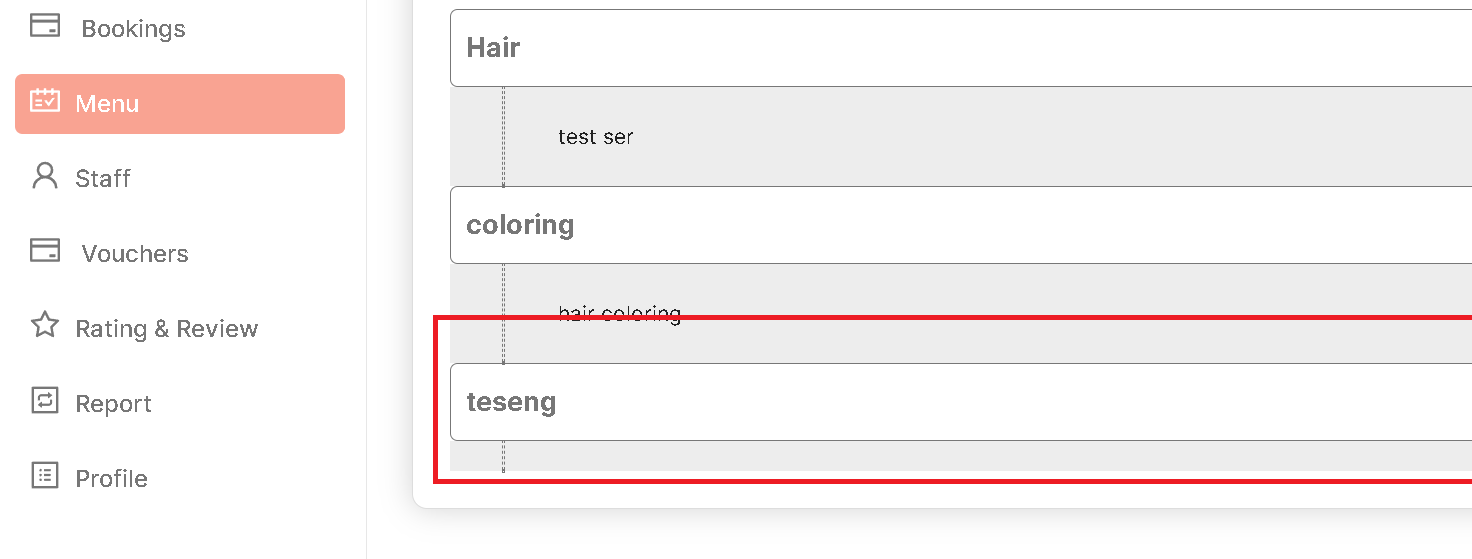 Bookings
Menu
Staff
Vouchers
Rating & Review
Report
Profile
Hair
test ser
coloring
hair coloring
teseng